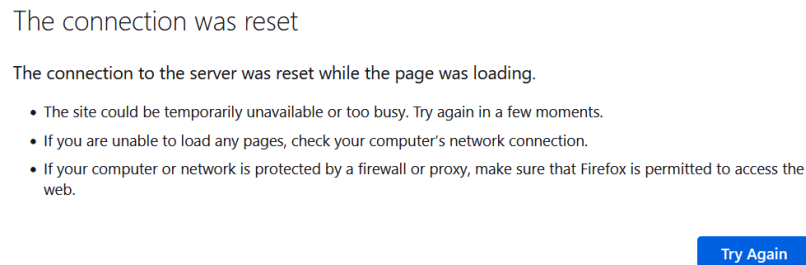 The connection was reset
The connection to the server was reset while the page was loading.
• The site could be temporarily unavailable or too busy. Try again in a few moments.
• If you are unable to load any pages, check your computer’s network connection.
• If your computer or network is protected by a firewall or proxy, make sure that Firefox is permitted to access the
web.
Try Again